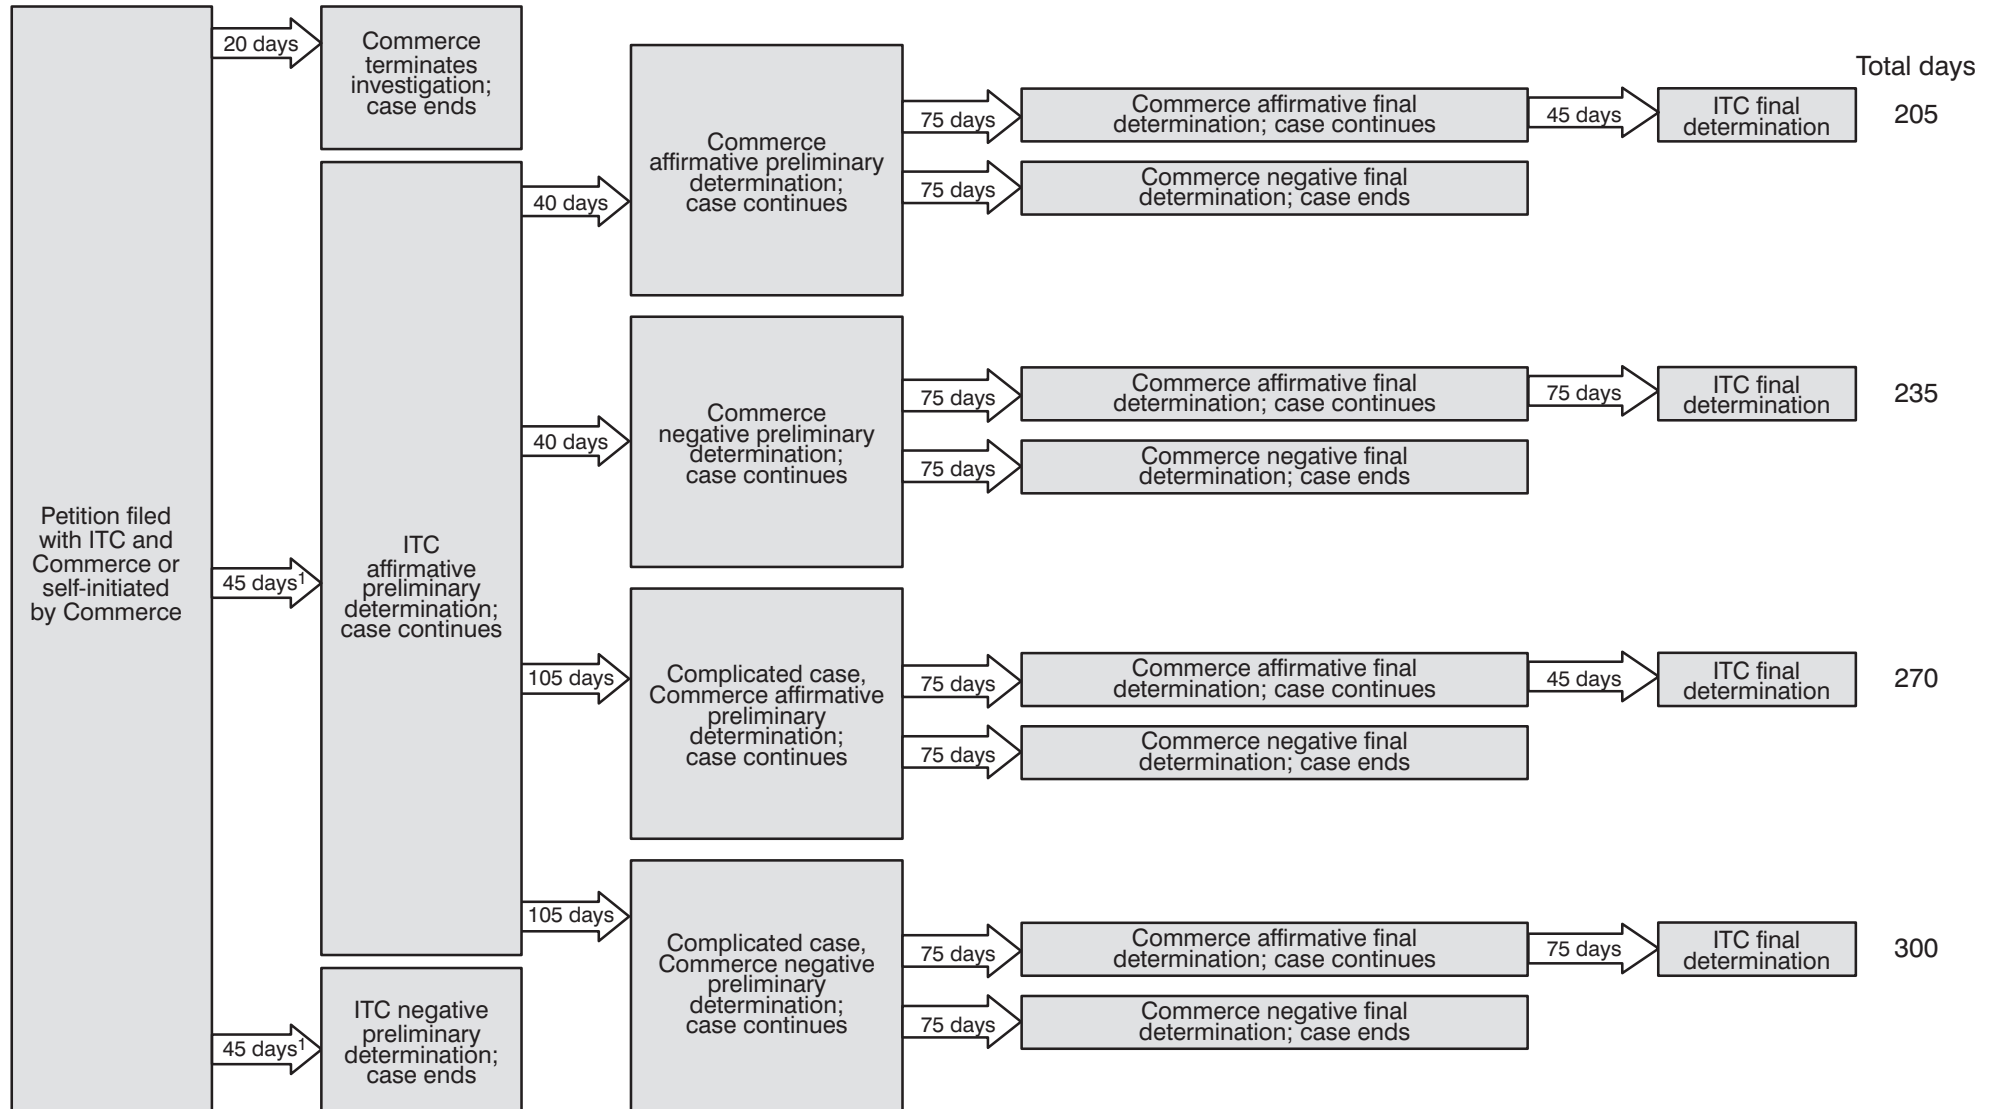 Total days
Petition filed
with ITC and
Commerce or
self-initiated
by Commerce
20 days
Commerce
terminates
investigation;
case ends
45 days¹
ITC
affirmative
preliminary
determination;
case continues
45 days¹
ITC negative
preliminary
determination;
case ends
40 days
Commerce
affirmative preliminary
determination;
case continues
75 days
Commerce affirmative final
determination; case continues
45 days
ITC final
determination
205
75 days
Commerce negative final
determination; case ends
40 days
Commerce
negative preliminary
determination;
case continues
75 days
Commerce affirmative final
determination; case continues
75 days
ITC final
determination
235
75 days
Commerce negative final
determination; case ends
105 days
Complicated case,
Commerce affirmative
preliminary
determination;
case continues
75 days
Commerce affirmative final
determination; case continues
45 days
ITC final
determination
270
75 days
Commerce negative final
determination; case ends
105 days
Complicated case,
Commerce negative
preliminary
determination;
case continues
75 days
Commerce affirmative final
determination; case continues
75 days
ITC final
determination
300
75 days
Commerce negative final
determination; case ends